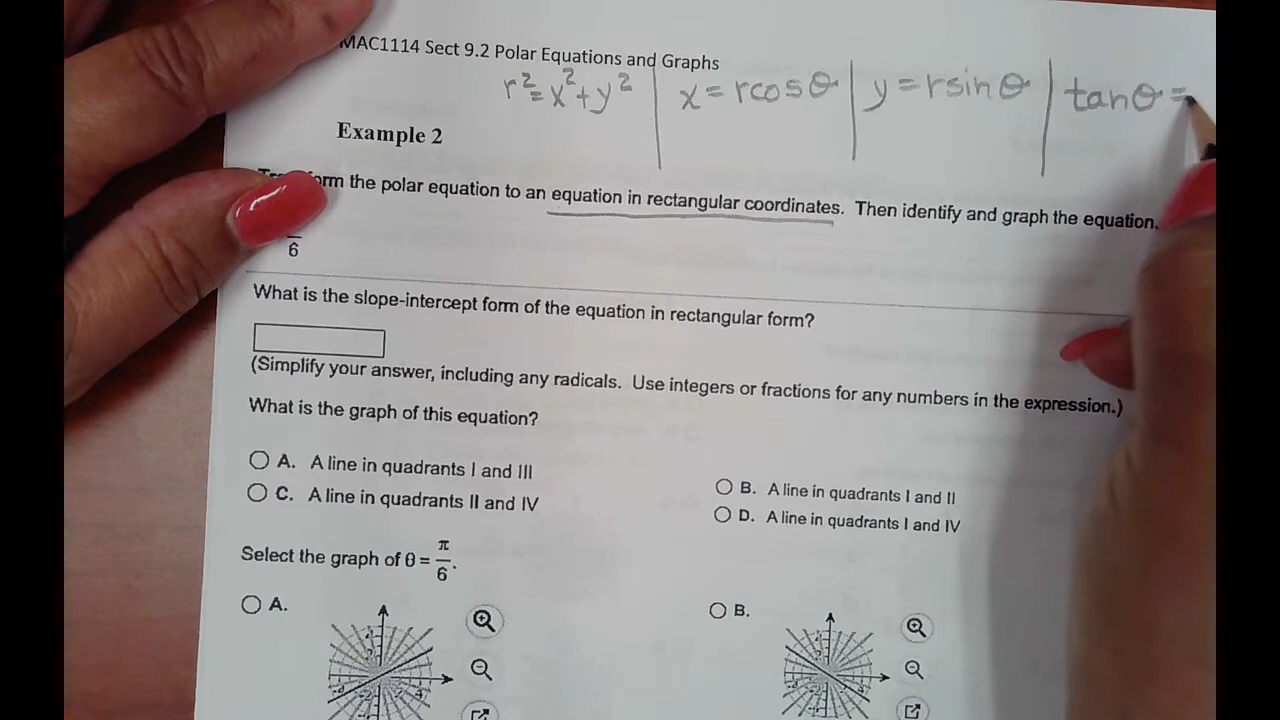 MAC1114 Sect 9.2 Polar Equations and Graphs
r² = x² + y² | x = rcosθ | y = rsinθ | tanθ =
Example 2
the polar equation to an equation in rectangular coordinates. Then identify and graph the equation.
6
What is the slope-intercept form of the equation in rectangular form?
(Simplify your answer, including any radicals. Use integers or fractions for any numbers in the expression.)
What is the graph of this equation?
A. A line in quadrants I and III
B. A line in quadrants I and II
C. A line in quadrants II and IV
D. A line in quadrants I and IV
Select the graph of θ = π/6.
A.
B.